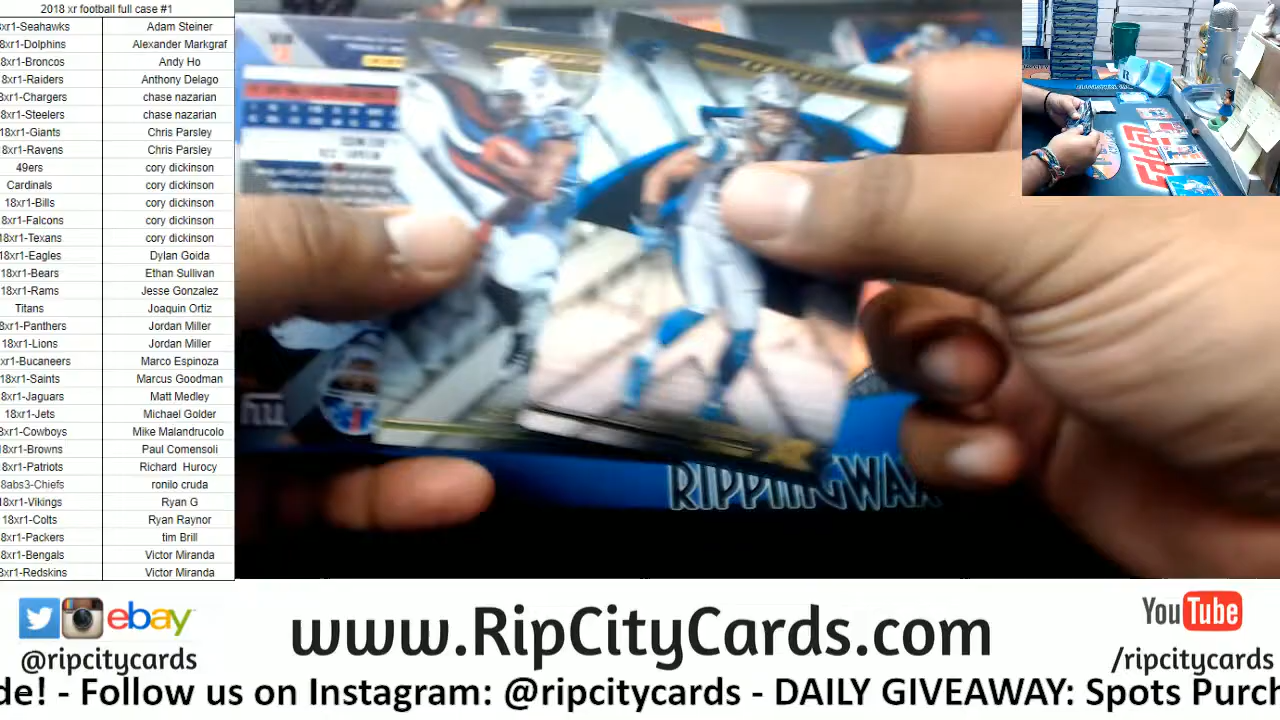 2018 xr football full case #1
xr1-Seahawks Adam Steiner
8xr1-Dolphins Alexander Markgraf
8xr1-Broncos Andy Ho
8xr1-Raiders Anthony Delago
8xr1-Chargers chase nazarian
8xr1-Steelers chase nazarian
18xr1-Giants Chris Parsley
8xr1-Ravens Chris Parsley
49ers cory dickinson
Cardinals cory dickinson
18xr1-Bills cory dickinson
8xr1-Falcons cory dickinson
18xr1-Texans cory dickinson
18xr1-Eagles Dylan Goida
18xr1-Bears Ethan Sullivan
18xr1-Rams Jesse Gonzalez
Titans Joaquin Ortiz
8xr1-Panthers Jordan Miller
18xr1-Lions Jordan Miller
xr1-Bucaneers Marco Espinoza
18xr1-Saints Marcus Goodman
8xr1-Jaguars Matt Medley
18xr1-Jets Michael Golder
8xr1-Cowboys Mike Malandrucolo
18xr1-Browns Paul Comensoli
8xr1-Patriots Richard Hurocy
8abs3-Chiefs ronilo cruda
18xr1-Vikings Ryan G
18xr1-Colts Ryan Raynor
8xr1-Packers tim Brill
8xr1-Bengals Victor Miranda
8xr1-Redskins Victor Miranda
TOPPS
RIPPINGWAX
ebay
@ripcitycards
www.RipCityCards.com
YouTube
/ripcitycards
de! - Follow us on Instagram: @ripcitycards - DAILY GIVEAWAY: Spots Purch